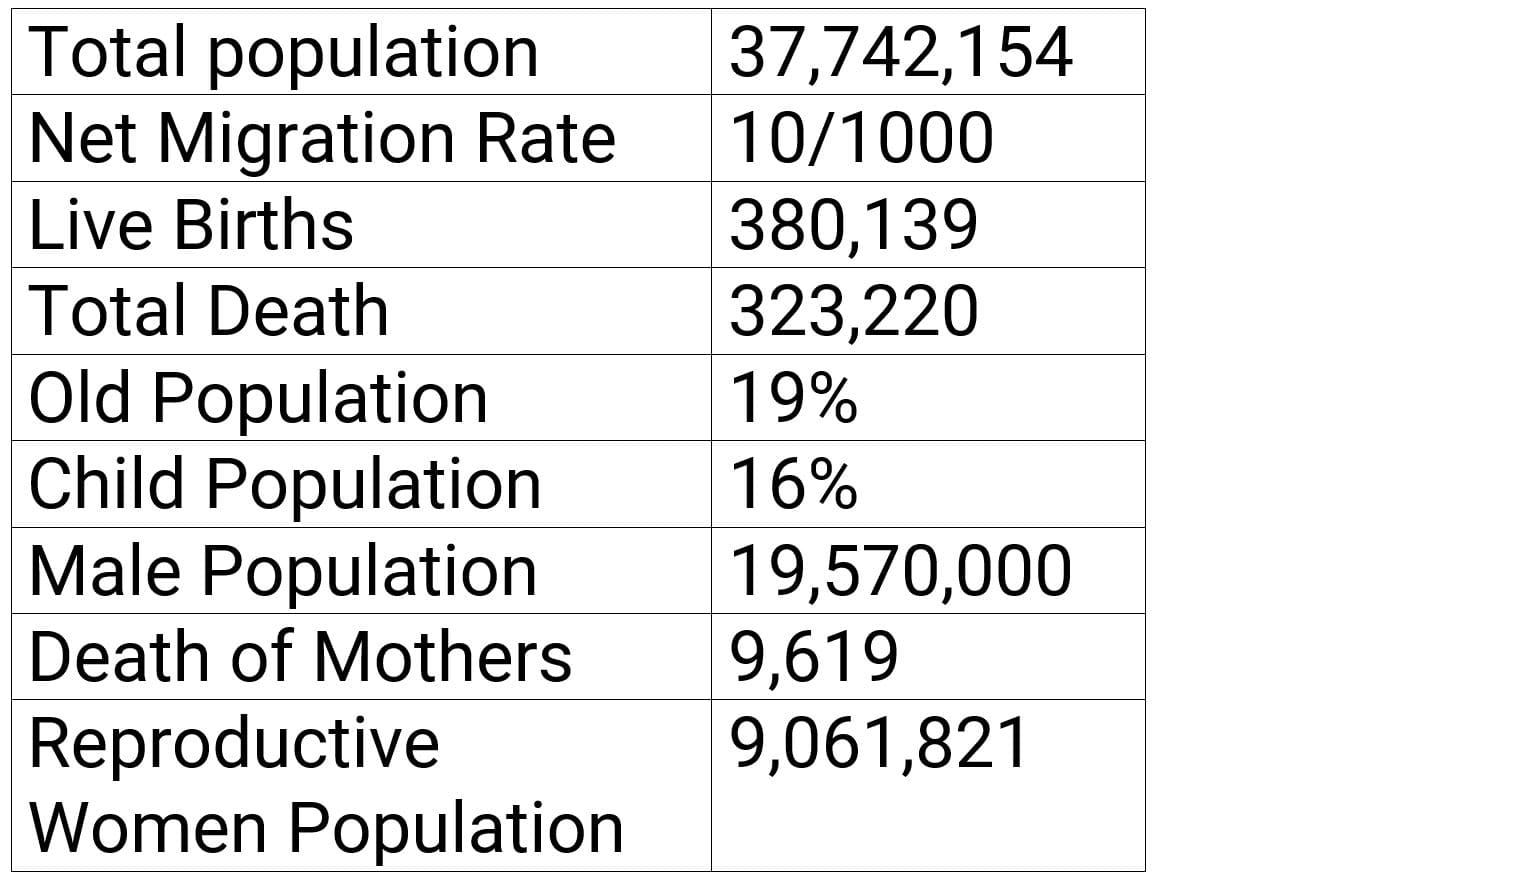 Total population 37,742,154
Net Migration Rate 10/1000
Live Births 380,139
Total Death 323,220
Old Population 19%
Child Population 16%
Male Population 19,570,000
Death of Mothers 9,619
Reproductive 9,061,821
Women Population